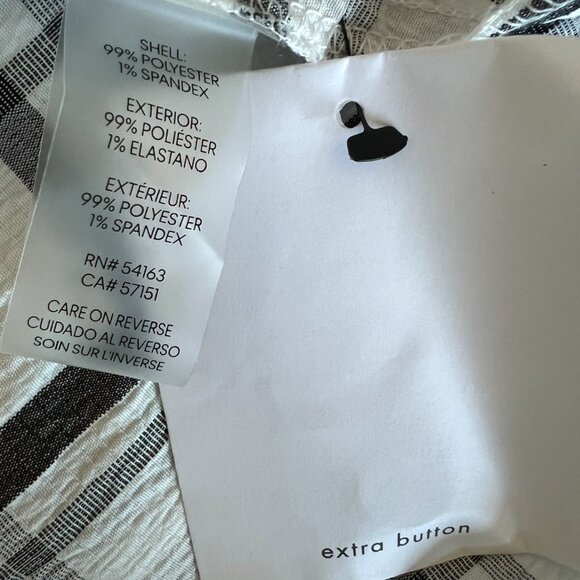 SHELL:
99% POLYESTER
1% SPANDEX
EXTERIOR:
99% POLIÉSTER
1% ELASTANO
EXTÉRIEUR:
99% POLYESTER
1% SPANDEX
RN# 54163
CA# 57151
CARE ON REVERSE
CUIDADO AL REVERSO
SOIN SUR L'INVERSE
extra button